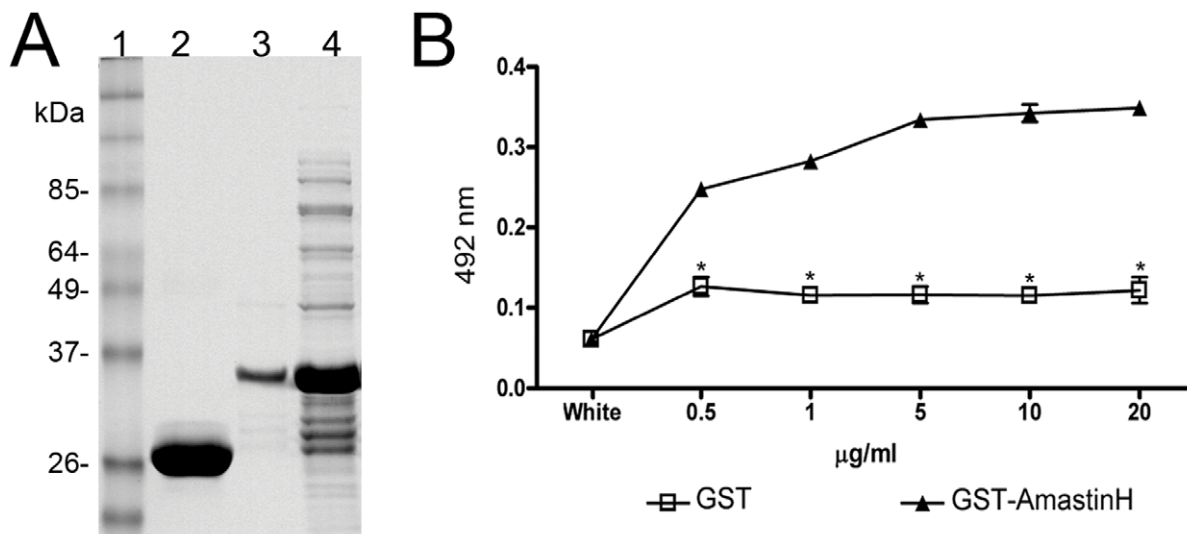 A
1 2 3 4
kDa
85-
64-
49-
37-
26-
B
0.4
0.3
0.2
0.1
0.0
492 nm
* * * * *
White 0.5 1 5 10 20
μg/ml
GST GST-AmastinH